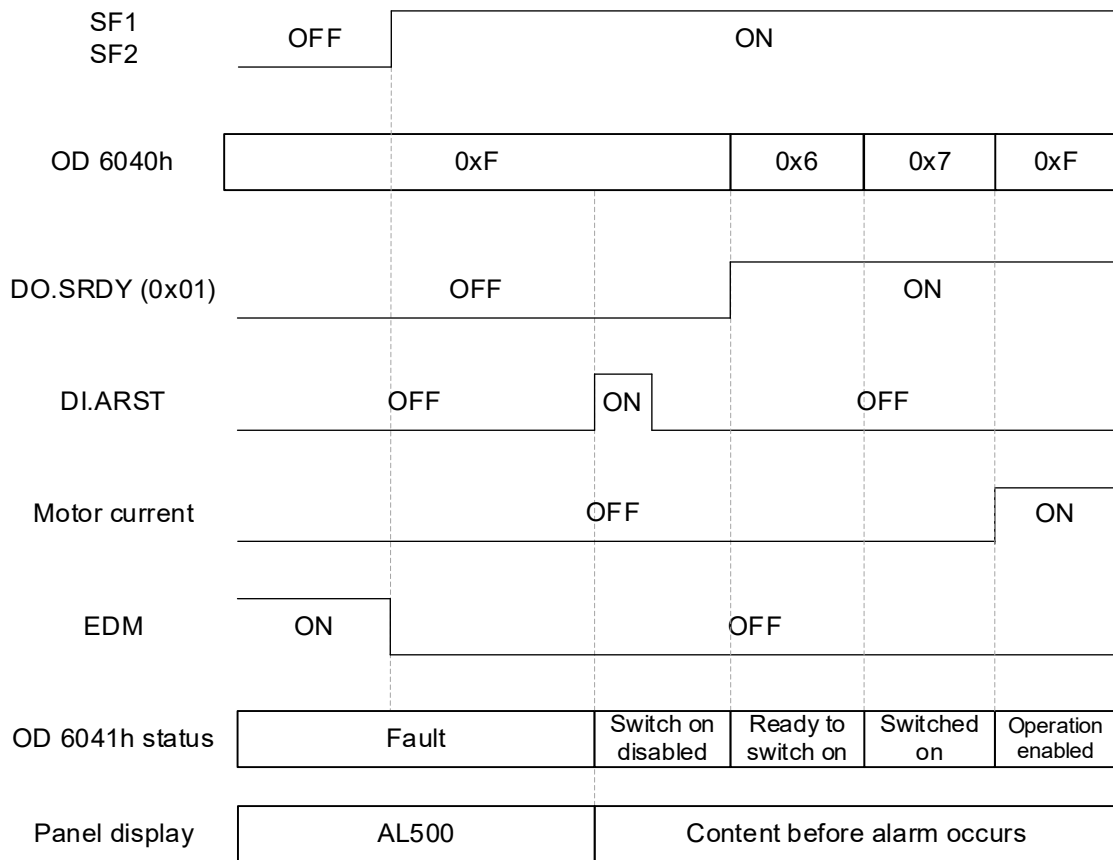 SF1
SF2
OFF
ON
OD 6040h
0xF
0x6
0x7
0xF
DO.SRDY (0x01)
OFF
ON
DI.ARST
OFF
ON
OFF
Motor current
OFF
ON
EDM
ON
OFF
OD 6041h status
Fault
Switch on
disabled
Ready to
switch on
Switched
on
Operation
enabled
Panel display
AL500
Content before alarm occurs